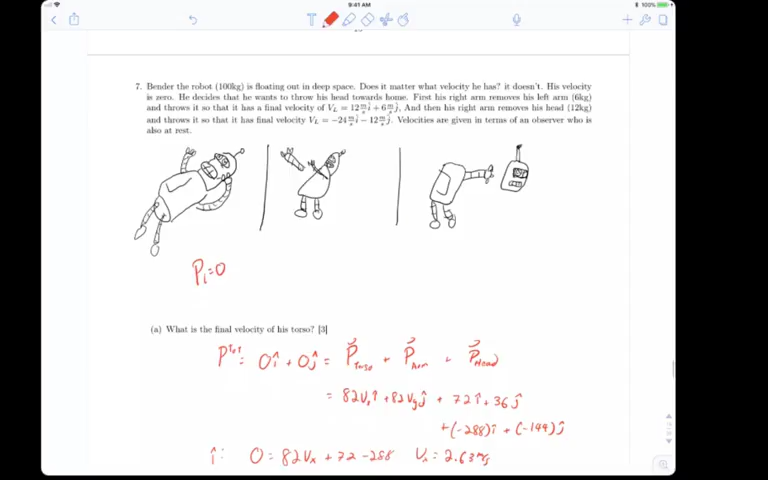 9:41 AM
100%
7. Bender the robot (100kg) is floating out in deep space. Does it matter what velocity he has? it doesn't. His velocity
is zero. He decides that he wants to throw his head towards home. First his right arm removes his left arm (6kg)
and throws it so that it has a final velocity of V_L = 12 m/s î + 6 m/s ĵ, And then his right arm removes his head (12kg)
and throws it so that it has final velocity V_L = −24 m/s î − 12 m/s ĵ. Velocities are given in terms of an observer who is
also at rest.
P_i = 0
(a) What is the final velocity of his torso? [3]
P^tot = 0î + 0ĵ = P⃗_Torso + P⃗_Arm + P⃗_Head
= 82V_x î + 82V_y ĵ + 72î + 36ĵ
+(-288)î + (-144)ĵ
î: 0 = 82V_x + 72 - 288 V_x = 2.63 m/s